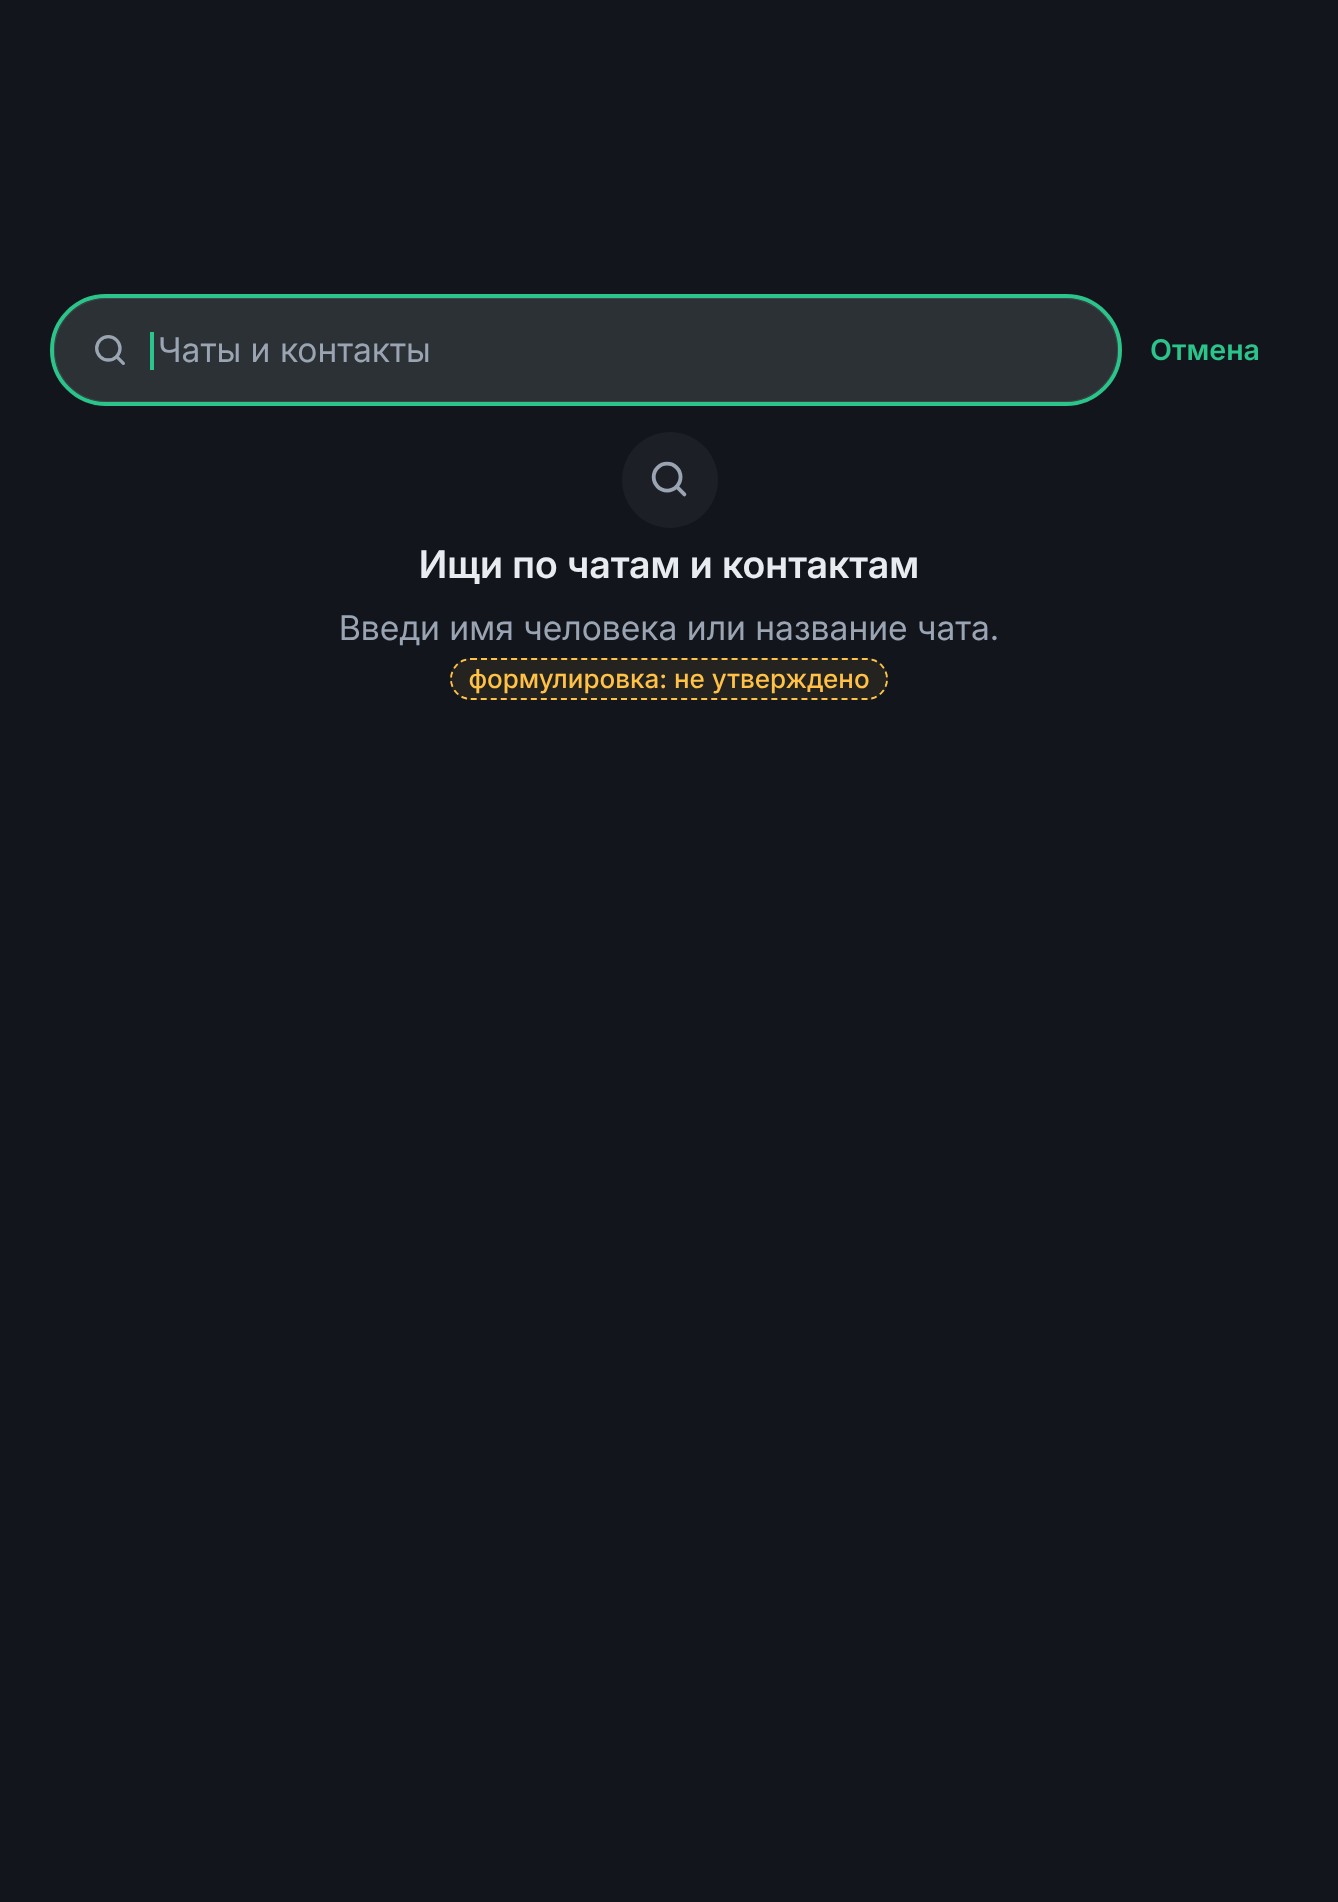 Чаты и контакты
Отмена
Ищи по чатам и контактам
Введи имя человека или название чата.
формулировка: не утверждено